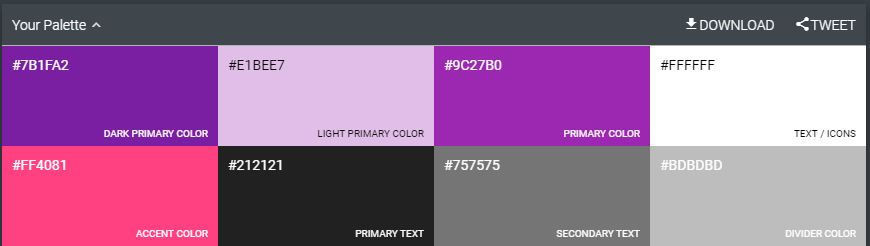 Your Palette
DOWNLOAD
TWEET
#7B1FA2
#E1BEE7
#9C27B0
#FFFFFF
DARK PRIMARY COLOR
LIGHT PRIMARY COLOR
PRIMARY COLOR
TEXT / ICONS
#FF4081
#212121
#757575
#BDBDBD
ACCENT COLOR
PRIMARY TEXT
SECONDARY TEXT
DIVIDER COLOR